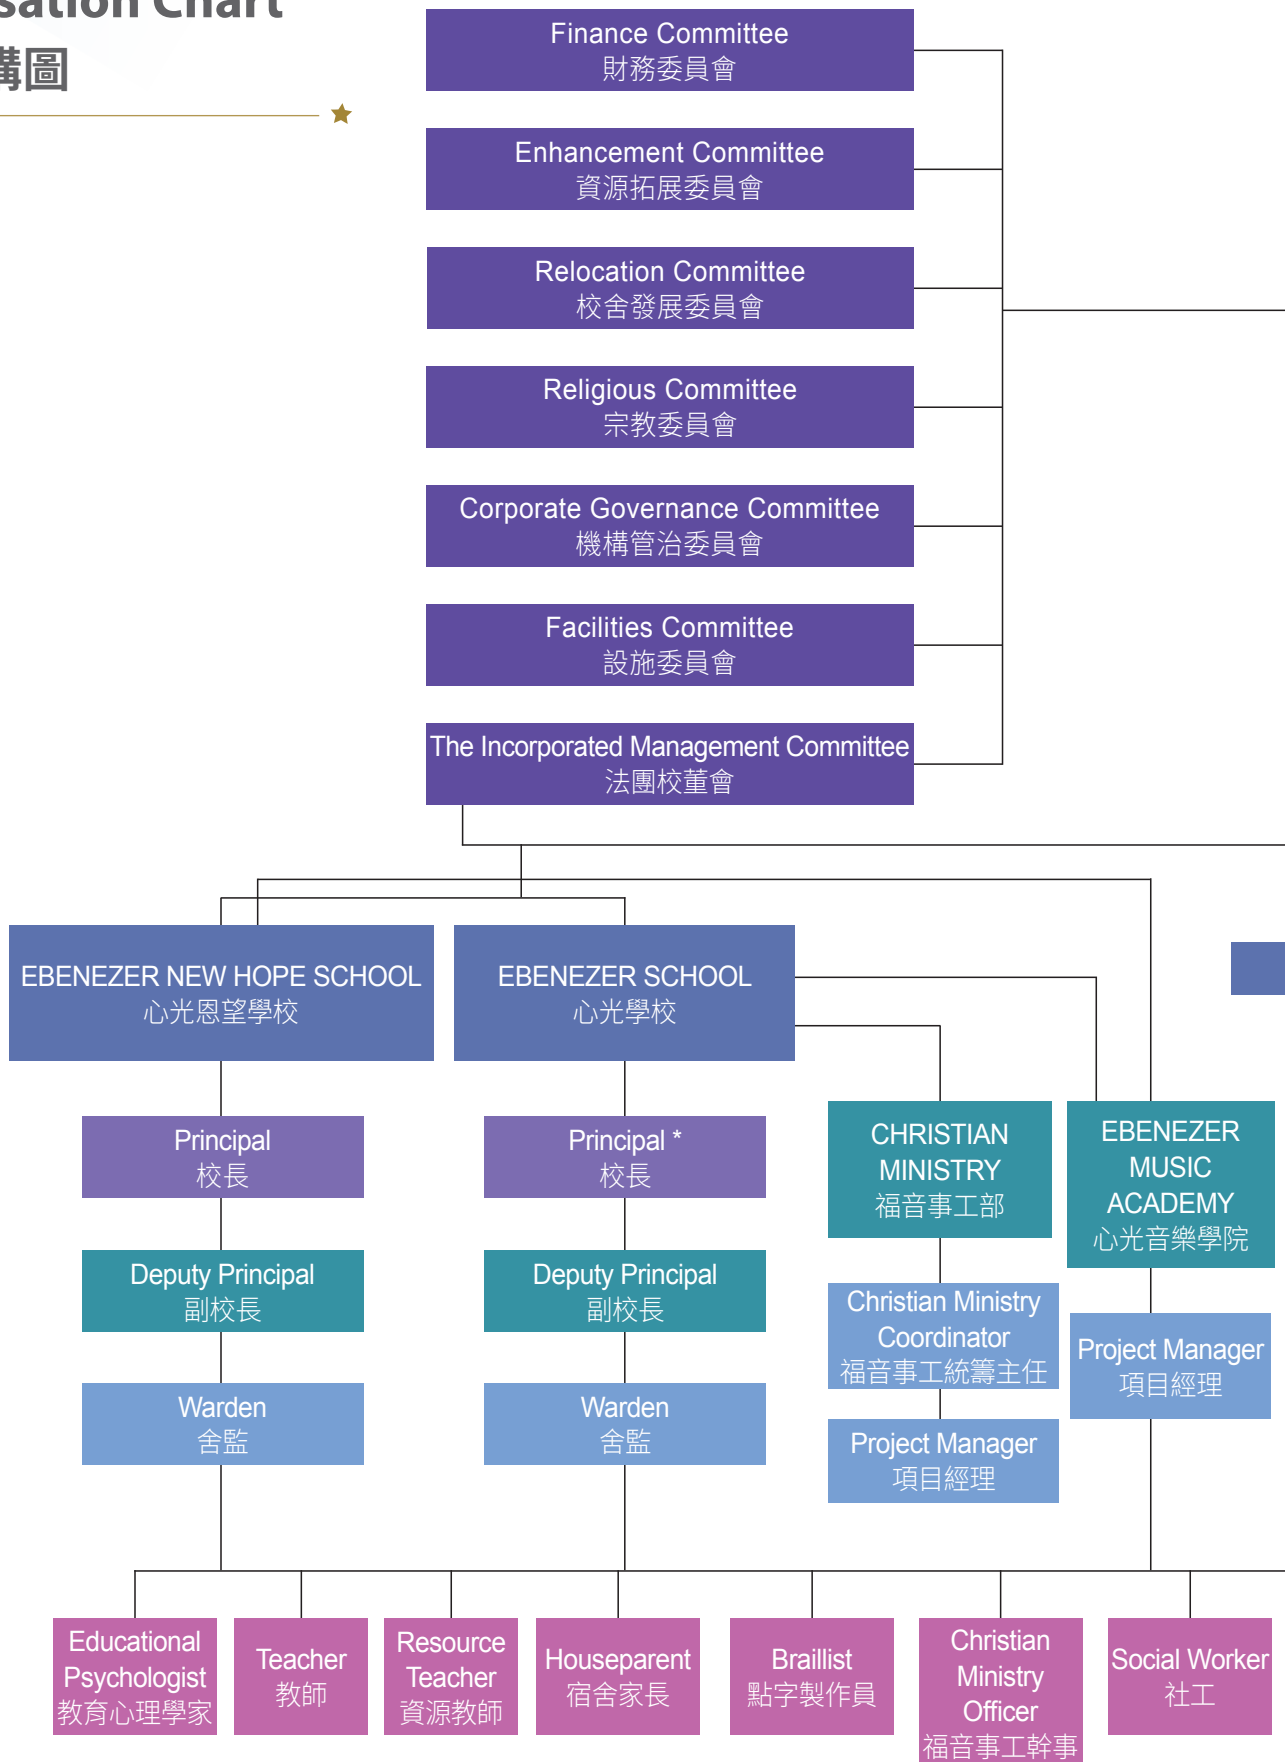 sation Chart
構圖
Finance Committee
財務委員會
Enhancement Committee
資源拓展委員會
Relocation Committee
校舍發展委員會
Religious Committee
宗教委員會
Corporate Governance Committee
機構管治委員會
Facilities Committee
設施委員會
The Incorporated Management Committee
法團校董會
EBENEZER NEW HOPE SCHOOL
心光恩望學校
EBENEZER SCHOOL
心光學校
Principal
校長
Principal *
校長
CHRISTIAN
MINISTRY
福音事工部
EBENEZER
MUSIC
ACADEMY
心光音樂學院
Deputy Principal
副校長
Deputy Principal
副校長
Christian Ministry
Coordinator
福音事工統籌主任
Project Manager
項目經理
Warden
舍監
Warden
舍監
Project Manager
項目經理
Educational
Psychologist
教育心理學家
Teacher
教師
Resource
Teacher
資源教師
Houseparent
宿舍家長
Braillist
點字製作員
Christian
Ministry
Officer
福音事工幹事
Social Worker
社工